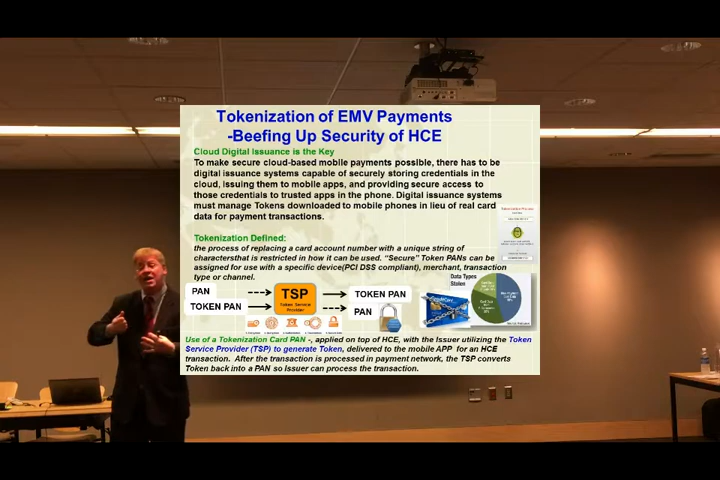 Tokenization of EMV Payments
-Beefing Up Security of HCE
Cloud Digital Issuance is the Key
To make secure cloud-based mobile payments possible, there has to be
digital issuance systems capable of securely storing credentials in the
cloud, issuing them to mobile apps, and providing secure access to
those credentials to trusted apps in the phone. Digital issuance systems
must manage Tokens downloaded to mobile phones in lieu of real card
data for payment transactions.
Tokenization Defined:
the process of replacing a card account number with a unique string of
charactersthat is restricted in how it can be used. “Secure” Token PANs can be
assigned for use with a specific device(PCI DSS compliant), merchant, transaction
type or channel.
Data Types
Stolen
PAN
TOKEN PAN
TSP
Token Service
Provider
TOKEN PAN
PAN
Use of a Tokenization Card PAN -, applied on top of HCE, with the Issuer utilizing the Token
Service Provider (TSP) to generate Token, delivered to the mobile APP for an HCE
transaction. After the transaction is processed in payment network, the TSP converts
Token back into a PAN so Issuer can process the transaction.